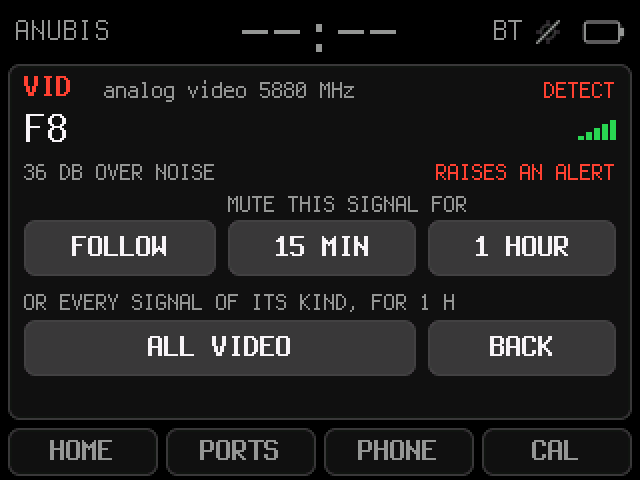 ANUBIS --:-- BT
VID analog video 5880 MHz DETECT
F8
36 DB OVER NOISE RAISES AN ALERT
MUTE THIS SIGNAL FOR
FOLLOW 15 MIN 1 HOUR
OR EVERY SIGNAL OF ITS KIND, FOR 1 H
ALL VIDEO BACK
HOME PORTS PHONE CAL